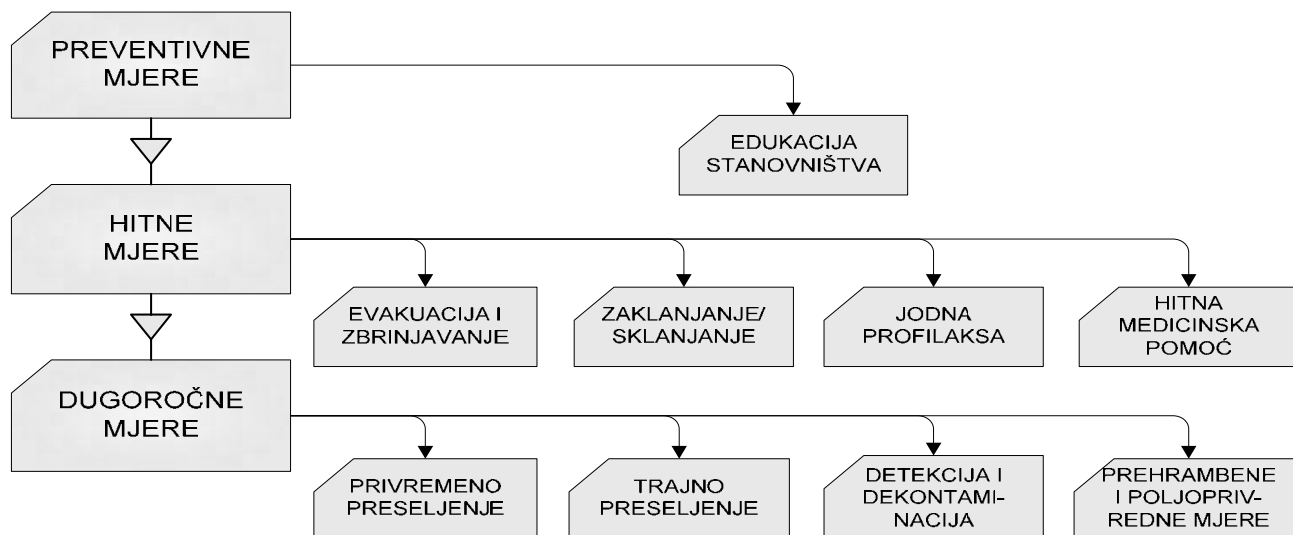 PREVENTIVNE
MJERE
EDUKACIJA
STANOVNIŠTVA
HITNE
MJERE
EVAKUACIJA I
ZBRINJAVANJE
ZAKLANJANJE/
SKLANJANJE
JODNA
PROFILAKSA
HITNA
MEDICINSKA
POMOĆ
DUGOROČNE
MJERE
PRIVREMENO
PRESELJENJE
TRAJNO
PRESELJENJE
DETEKCIJA I
DEKONTAMI-
NACIJA
PREHRAMBENE
I POLJOPRIV-
REDNE MJERE